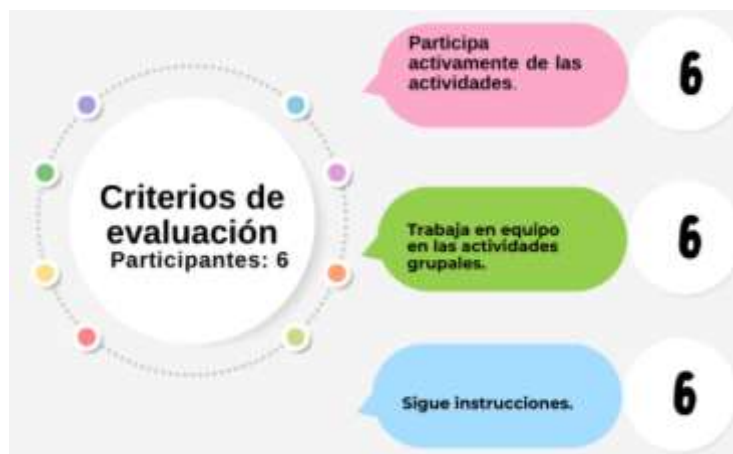 Criterios de
evaluación
Participantes: 6
Participa
activamente de las
actividades.
6
Trabaja en equipo
en las actividades
grupales.
6
Sigue instrucciones.
6